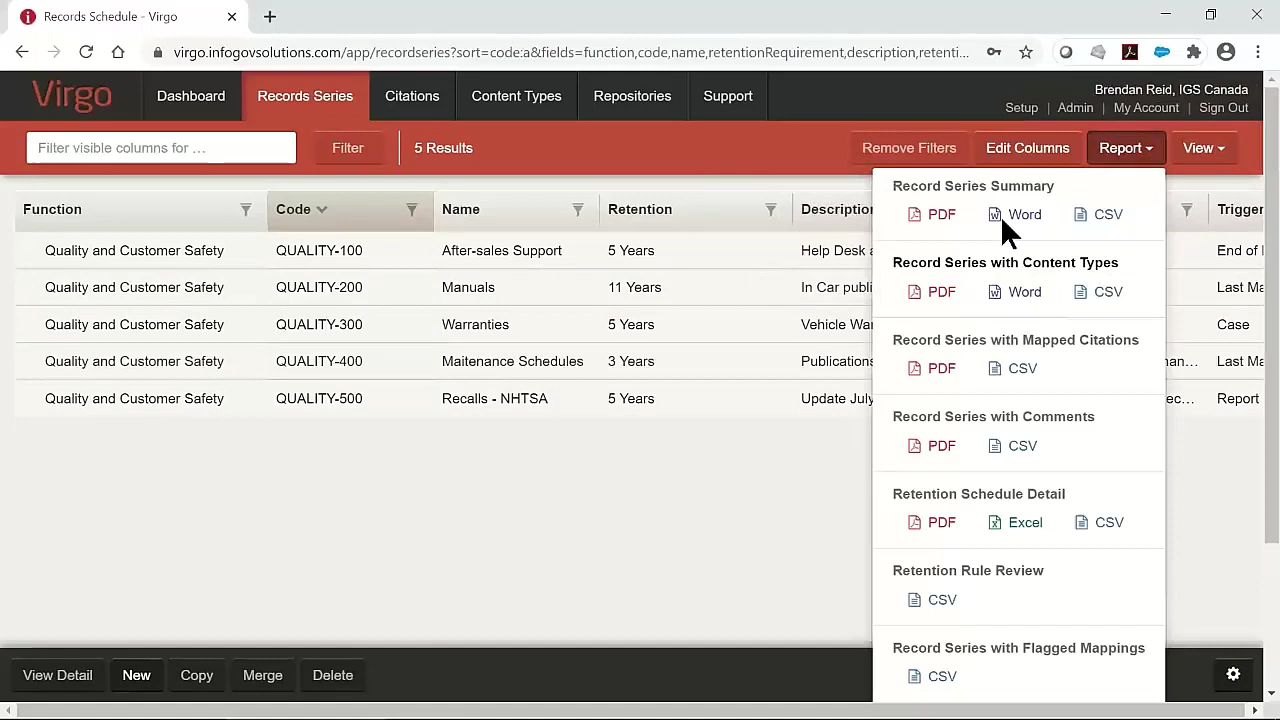 Records Schedule - Virgo
virgo.infogovsolutions.com/app/recordseries?sort=code:a&fields=function,code,name,retentionRequirement,description,retenti...
Virgo
Dashboard
Records Series
Citations
Content Types
Repositories
Support
Brendan Reid, IGS Canada
Setup | Admin | My Account | Sign Out
Filter visible columns for ...
Filter
5 Results
Remove Filters
Edit Columns
Report
View
Function Code Name Retention Description Trigger
Quality and Customer Safety QUALITY-100 After-sales Support 5 Years Help Desk End of
Quality and Customer Safety QUALITY-200 Manuals 11 Years In Car publi Last Ma
Quality and Customer Safety QUALITY-300 Warranties 5 Years Vehicle War Case
Quality and Customer Safety QUALITY-400 Maitenance Schedules 3 Years Publications an... Last Ma
Quality and Customer Safety QUALITY-500 Recalls - NHTSA 5 Years Update July ec... Report
Record Series Summary
PDF Word CSV
Record Series with Content Types
PDF Word CSV
Record Series with Mapped Citations
PDF CSV
Record Series with Comments
PDF CSV
Retention Schedule Detail
PDF Excel CSV
Retention Rule Review
CSV
Record Series with Flagged Mappings
CSV
View Detail
New
Copy
Merge
Delete